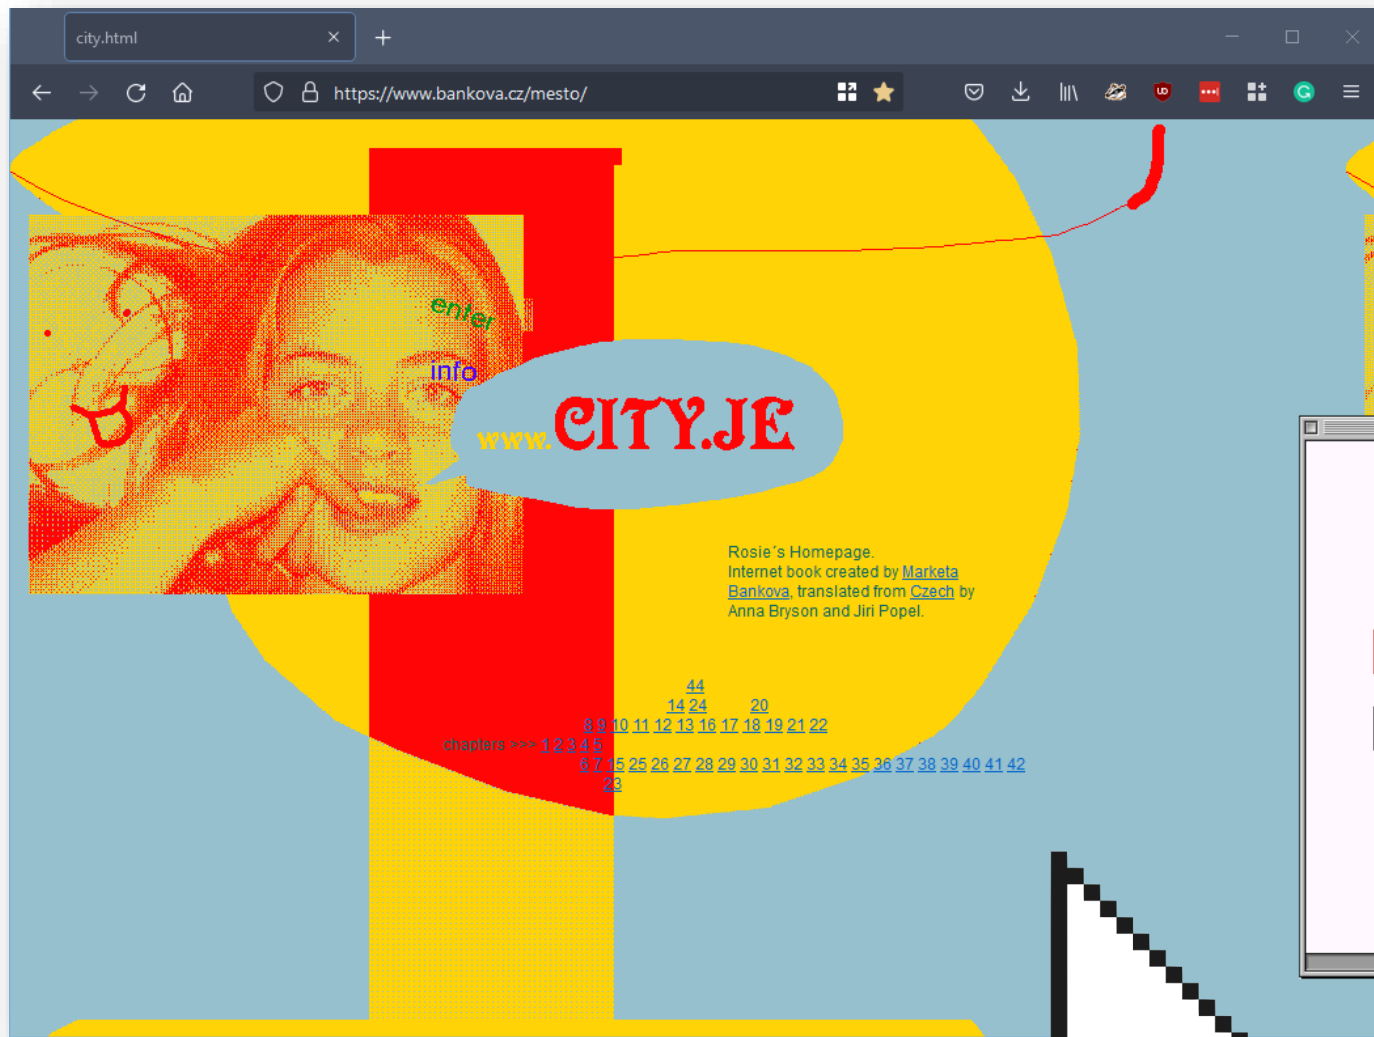 city.html
https://www.bankova.cz/mesto/
enter
info
www.CITY.JE
Rosie´s Homepage.
Internet book created by Marketa
Bankova, translated from Czech by
Anna Bryson and Jiri Popel.
44
14 24 20
8 9 10 11 12 13 16 17 18 19 21 22
chapters >>> 1 2 3 4 5
6 7 15 25 26 27 28 29 30 31 32 33 34 35 36 37 38 39 40 41 42
23